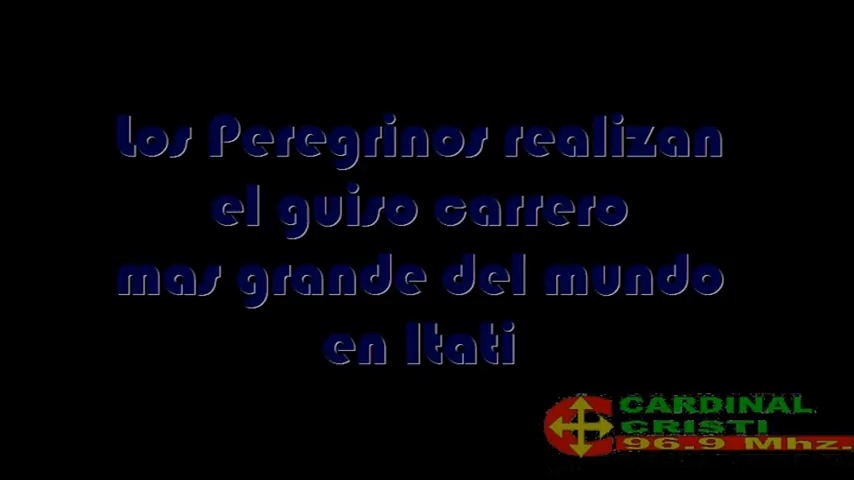 Los Peregrinos realizan
el guiso carrero
mas grande del mundo
en Itati
CARDINAL
CRISTI
96.9 Mhz.